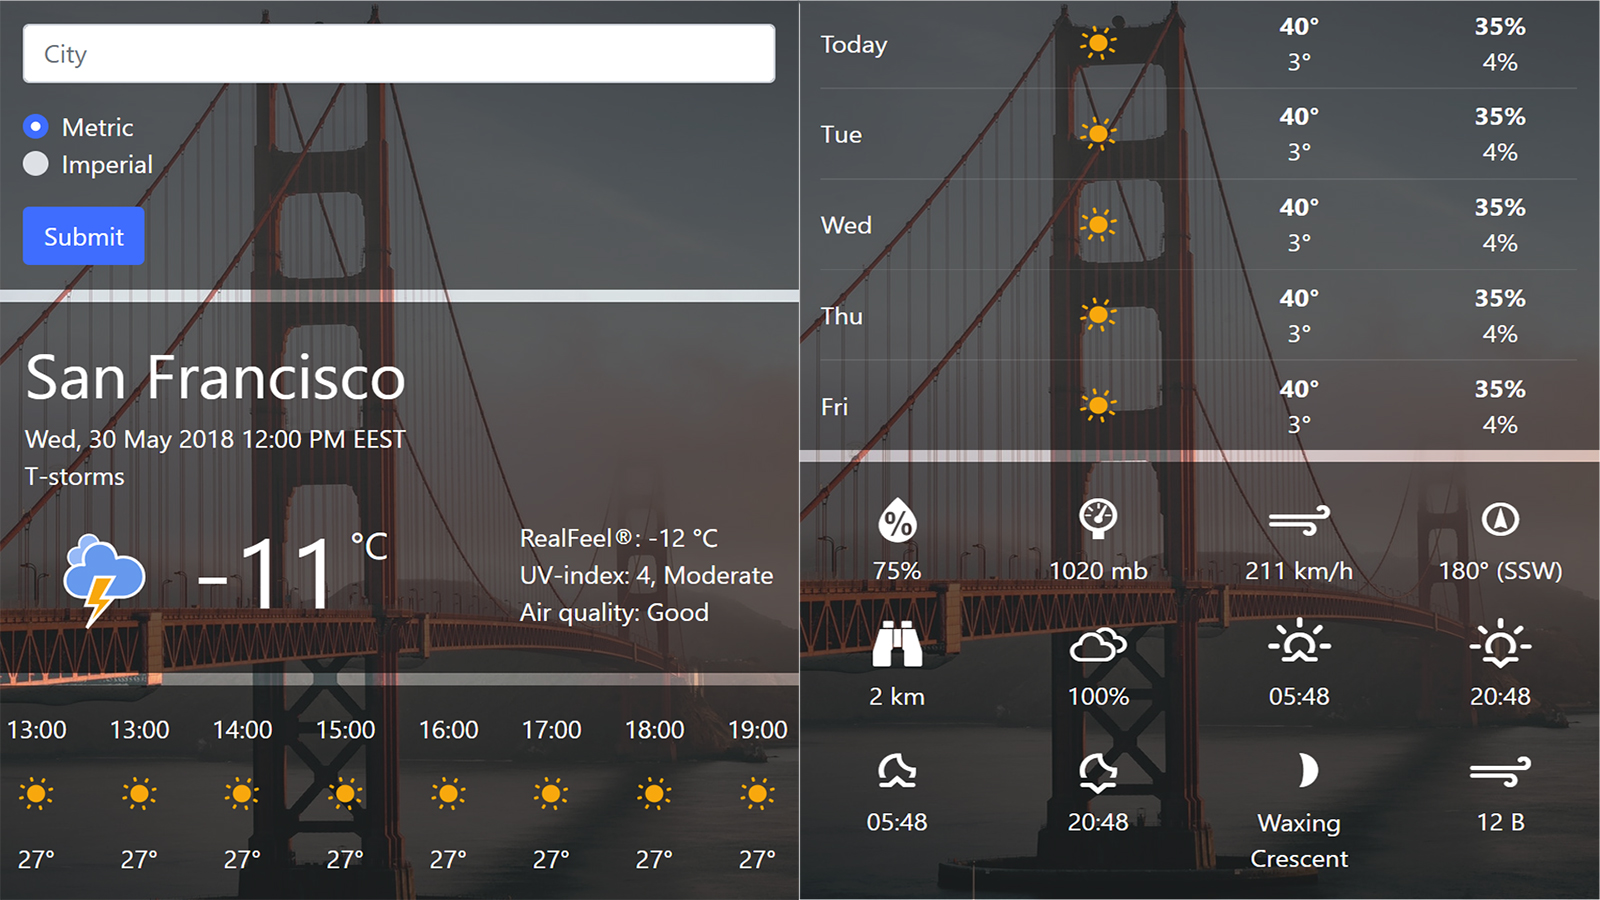 City
Metric
Imperial
Submit
San Francisco
Wed, 30 May 2018 12:00 PM EEST
T-storms
-11 °C
RealFeel®: -12 °C
UV-index: 4, Moderate
Air quality: Good
13:00 13:00 14:00 15:00 16:00 17:00 18:00 19:00
27° 27° 27° 27° 27° 27° 27° 27°
Today 40° 35%
3° 4%
Tue 40° 35%
3° 4%
Wed 40° 35%
3° 4%
Thu 40° 35%
3° 4%
Fri 40° 35%
3° 4%
%
75% 1020 mb 211 km/h 180° (SSW)
2 km 100% 05:48 20:48
05:48 20:48 Waxing 12 B
Crescent